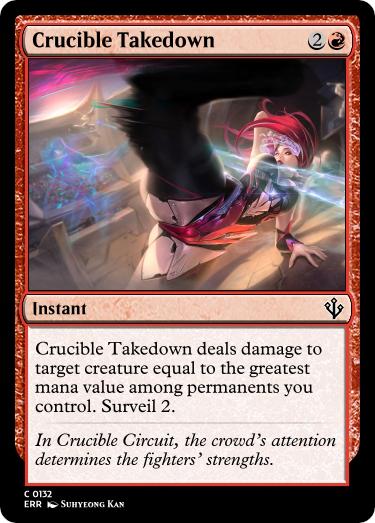 Crucible Takedown 2
Instant
Crucible Takedown deals damage to
target creature equal to the greatest
mana value among permanents you
control. Surveil 2.
In Crucible Circuit, the crowd's attention
determines the fighters' strengths.
C 0132
ERR SUHYEONG KAN